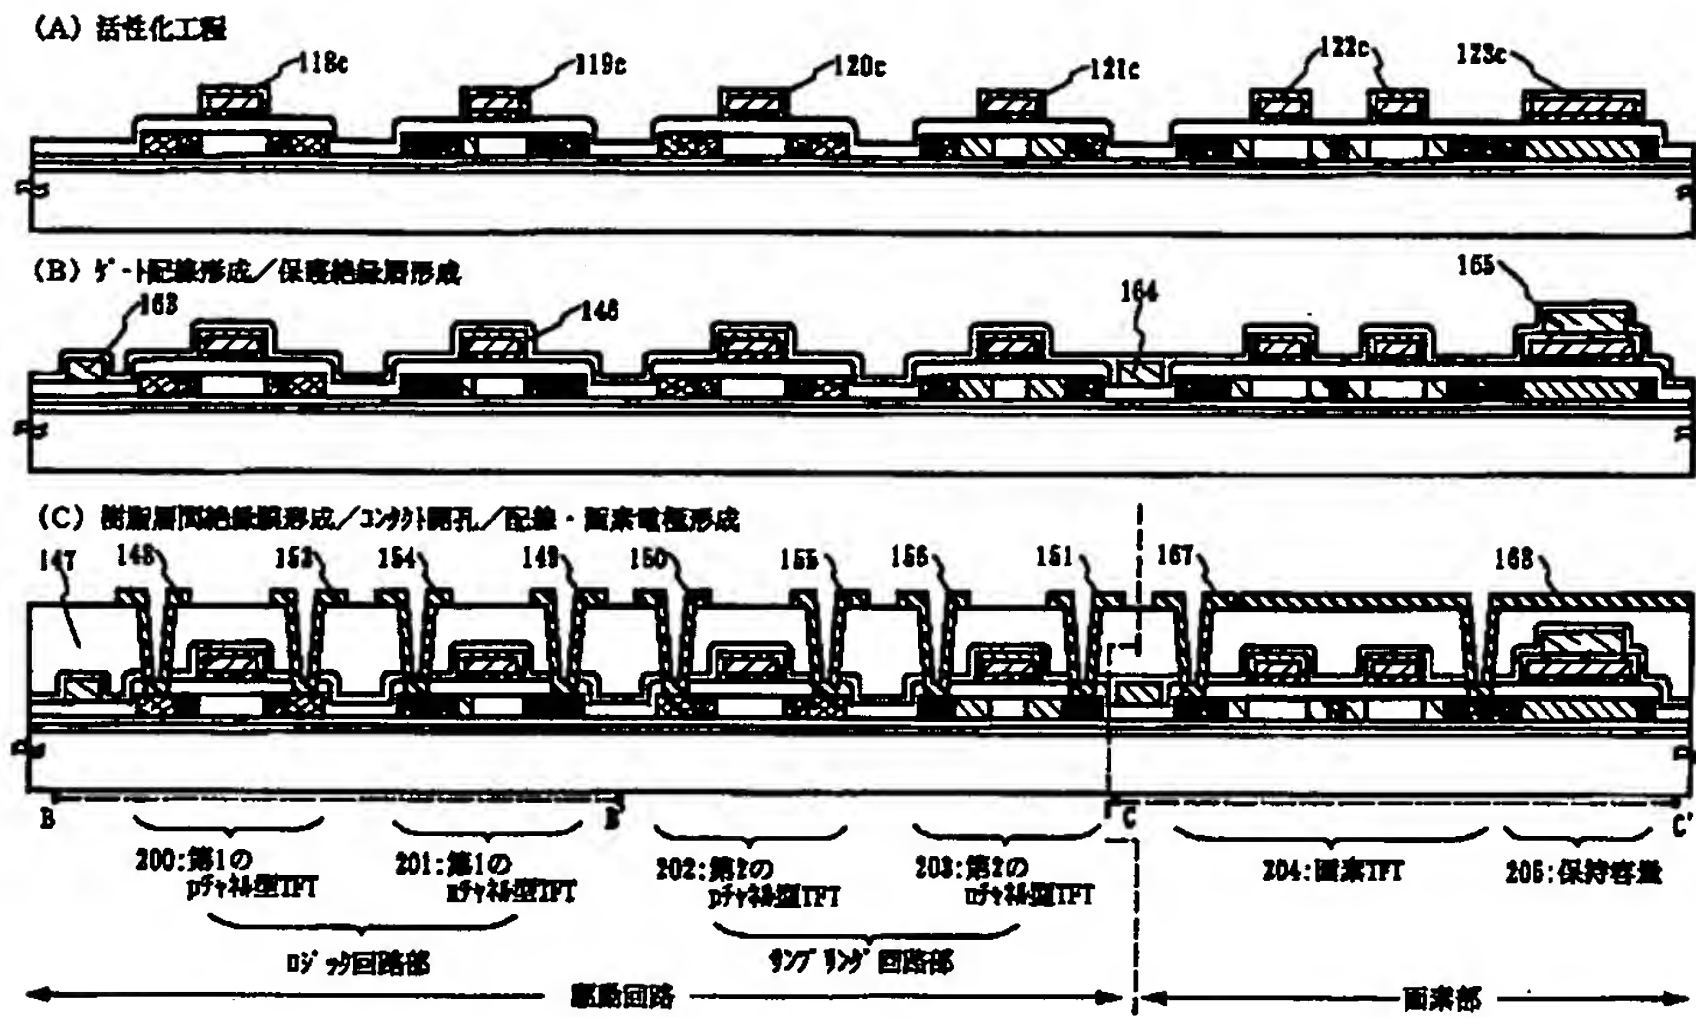 (A) 活性化工程
118c 119c 120c 121c 122c 123c
(B) ゲート配線形成/保護絶縁層形成
163 146 164 165
(C) 樹脂層間絶縁膜形成/コンタクト開孔/配線・画素電極形成
147 148 153 154 149 150 155 156 151 167 168
B B C C'
200:第1の
pチャネル型TFT
201:第1の
nチャネル型TFT
202:第2の
pチャネル型TFT
203:第2の
nチャネル型TFT
204:画素TFT
205:保持容量
ロジック回路部
サンプリング回路部
駆動回路
画素部